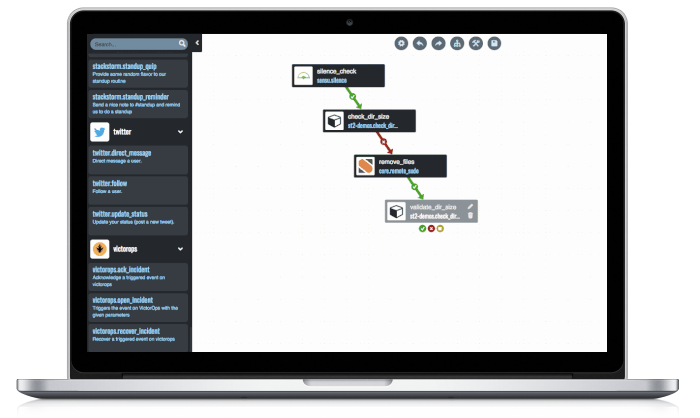 Search...
stackstorm.standup_quip
Provide some random flavor to our
standup routine
stackstorm.standup_reminder
Send a nice note to #standup and remind
us to do a standup
twitter
twitter.direct_message
Direct message a user.
twitter.follow
Follow a user.
twitter.update_status
Update your status (post a new tweet).
victorops
victorops.ack_incident
Acknowledge a triggered event on
victorops
victorops.open_incident
Triggers the event on VictorOps with the
given parameters
victorops.recover_incident
Recover a triggered event on victorops
silence_check
sensu.silence
check_dir_size
st2-demos.check_dir...
remove_files
core.remote_sudo
validate_dir_size
st2-demos.check_dir...